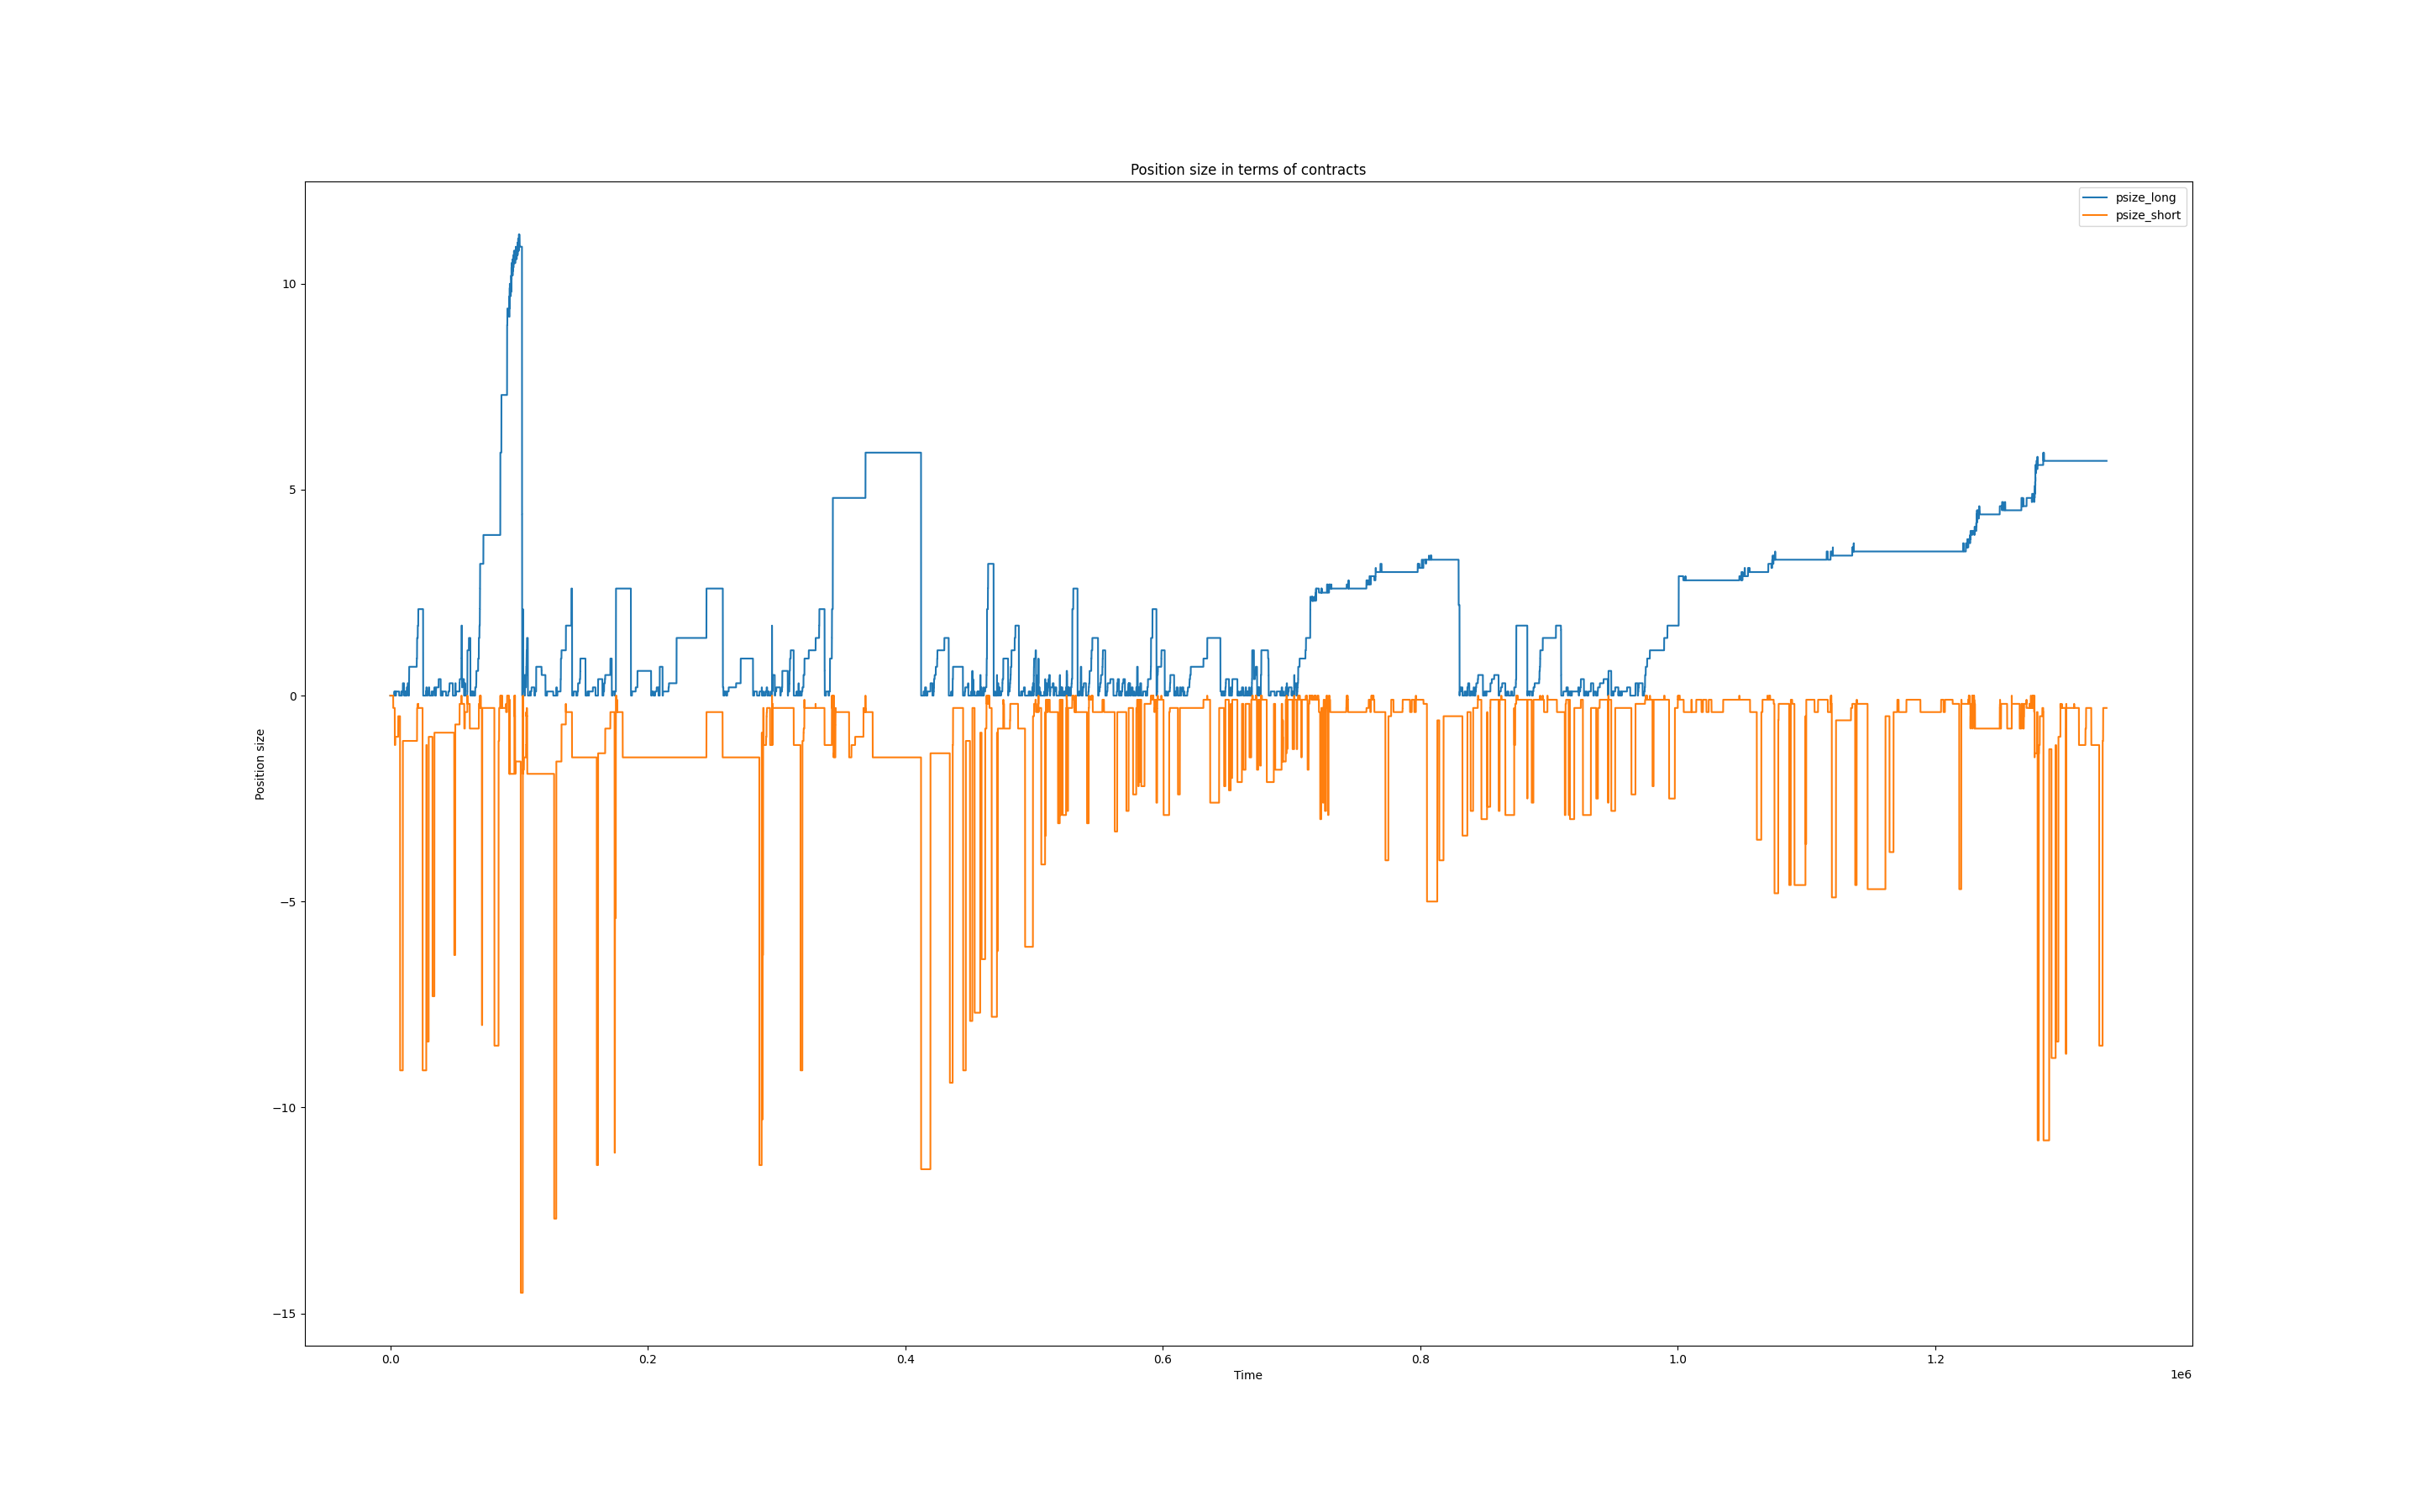 Position size in terms of contracts
psize_long
psize_short
Position size
10
5
0
−5
−10
−15
0.0
0.2
0.4
0.6
0.8
1.0
1.2
1e6
Time